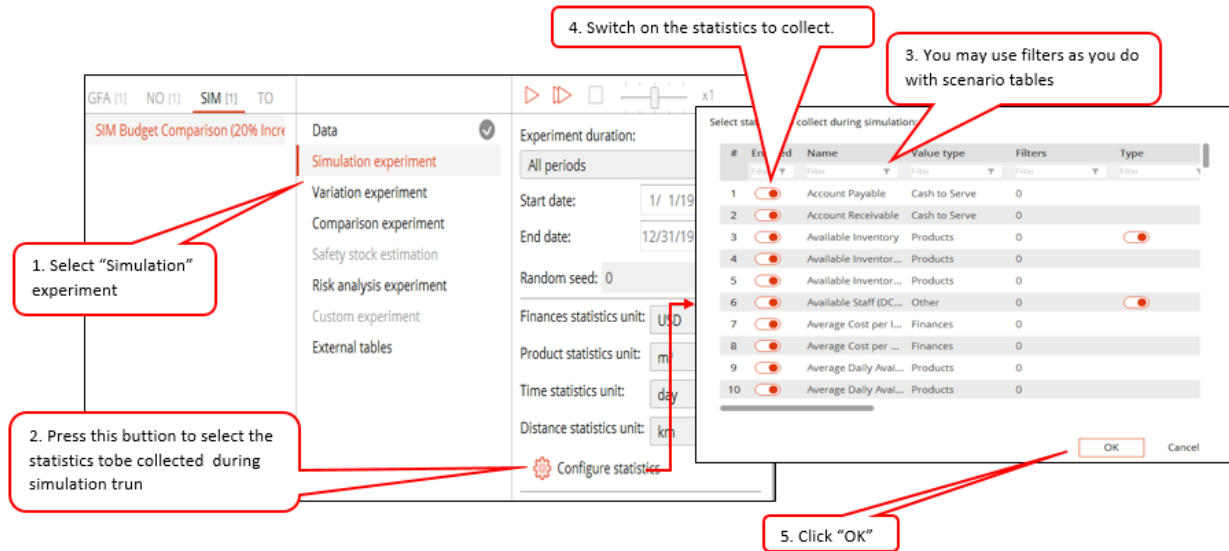 4. Switch on the statistics to collect.
3. You may use filters as you do
with scenario tables
GFA [1] NO [1] SIM [1] TO
SIM Budget Comparison (20% Incre
1. Select “Simulation”
experiment
2. Press this buttion to select the
statistics tobe collected during
simulation trun
Data
Simulation experiment
Variation experiment
Comparison experiment
Safety stock estimation
Risk analysis experiment
Custom experiment
External tables
x1
Experiment duration:
All periods
Start date: 1/ 1/19
End date: 12/31/19
Random seed: 0
Finances statistics unit: USD
Product statistics unit:
Time statistics unit: day
Distance statistics unit: km
Configure statistics
Select collect during simulation:
# Name Value type Filters Type
Filter Filter Filter Filter
1 Account Payable Cash to Serve 0
2 Account Receivable Cash to Serve 0
3 Available Inventory Products 0
4 Available Inventor... Products 0
5 Available Inventor... Products 0
6 Available Staff (DC... Other 0
7 Average Cost per I... Finances 0
8 Average Cost per ... Finances 0
9 Average Daily Avai... Products 0
10 Average Daily Avai... Products 0
OK Cancel
5. Click “OK”